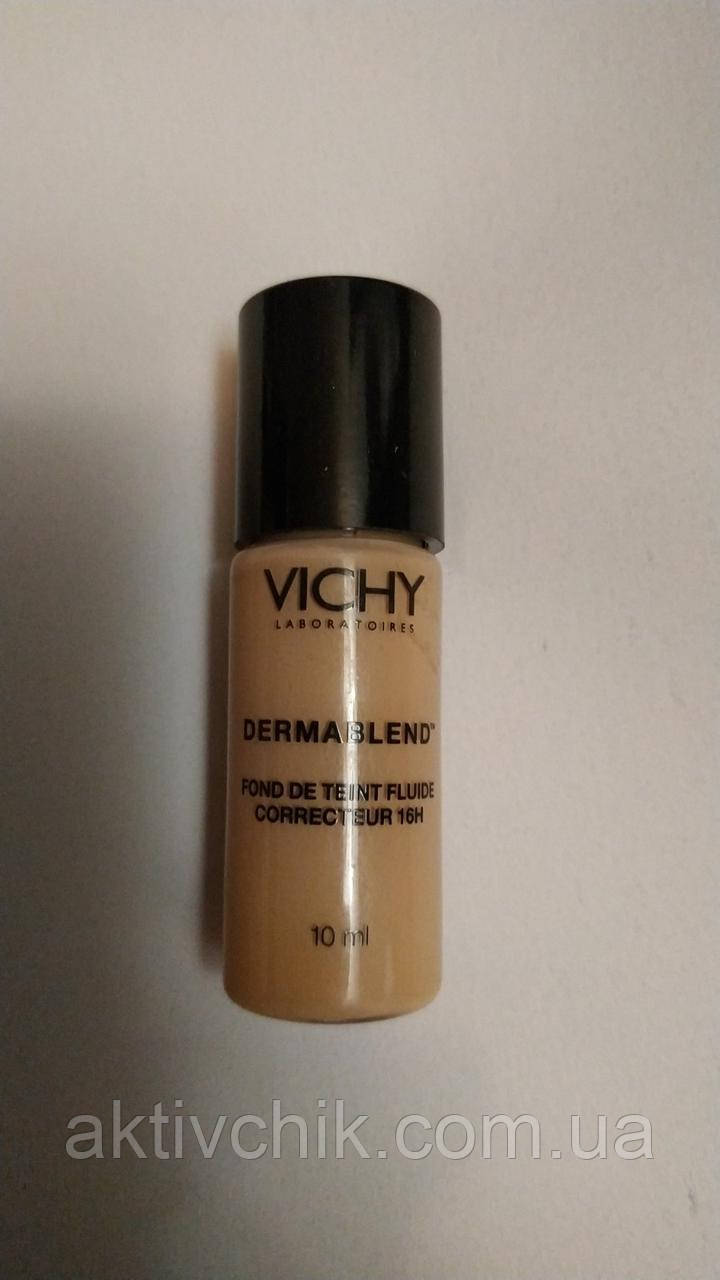 VICHY
LABORATOIRES
DERMABLEND™
FOND DE TEINT FLUIDE
CORRECTEUR 16H
10 ml
aktivchik.com.ua